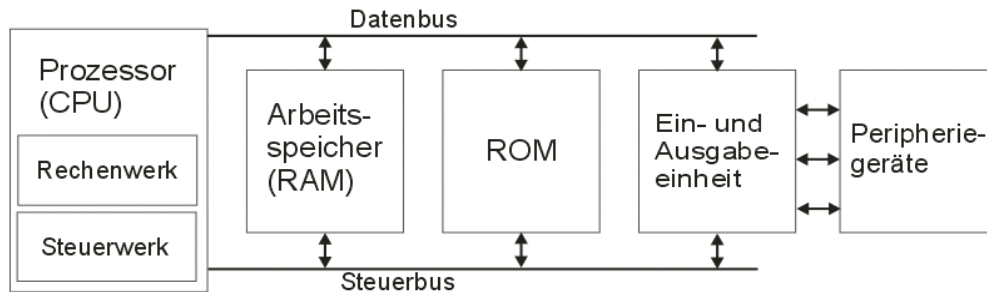 Datenbus
Prozessor
(CPU)
Rechenwerk
Steuerwerk
Arbeits-
speicher
(RAM)
ROM
Ein- und
Ausgabe-
einheit
Peripherie-
geräte
Steuerbus